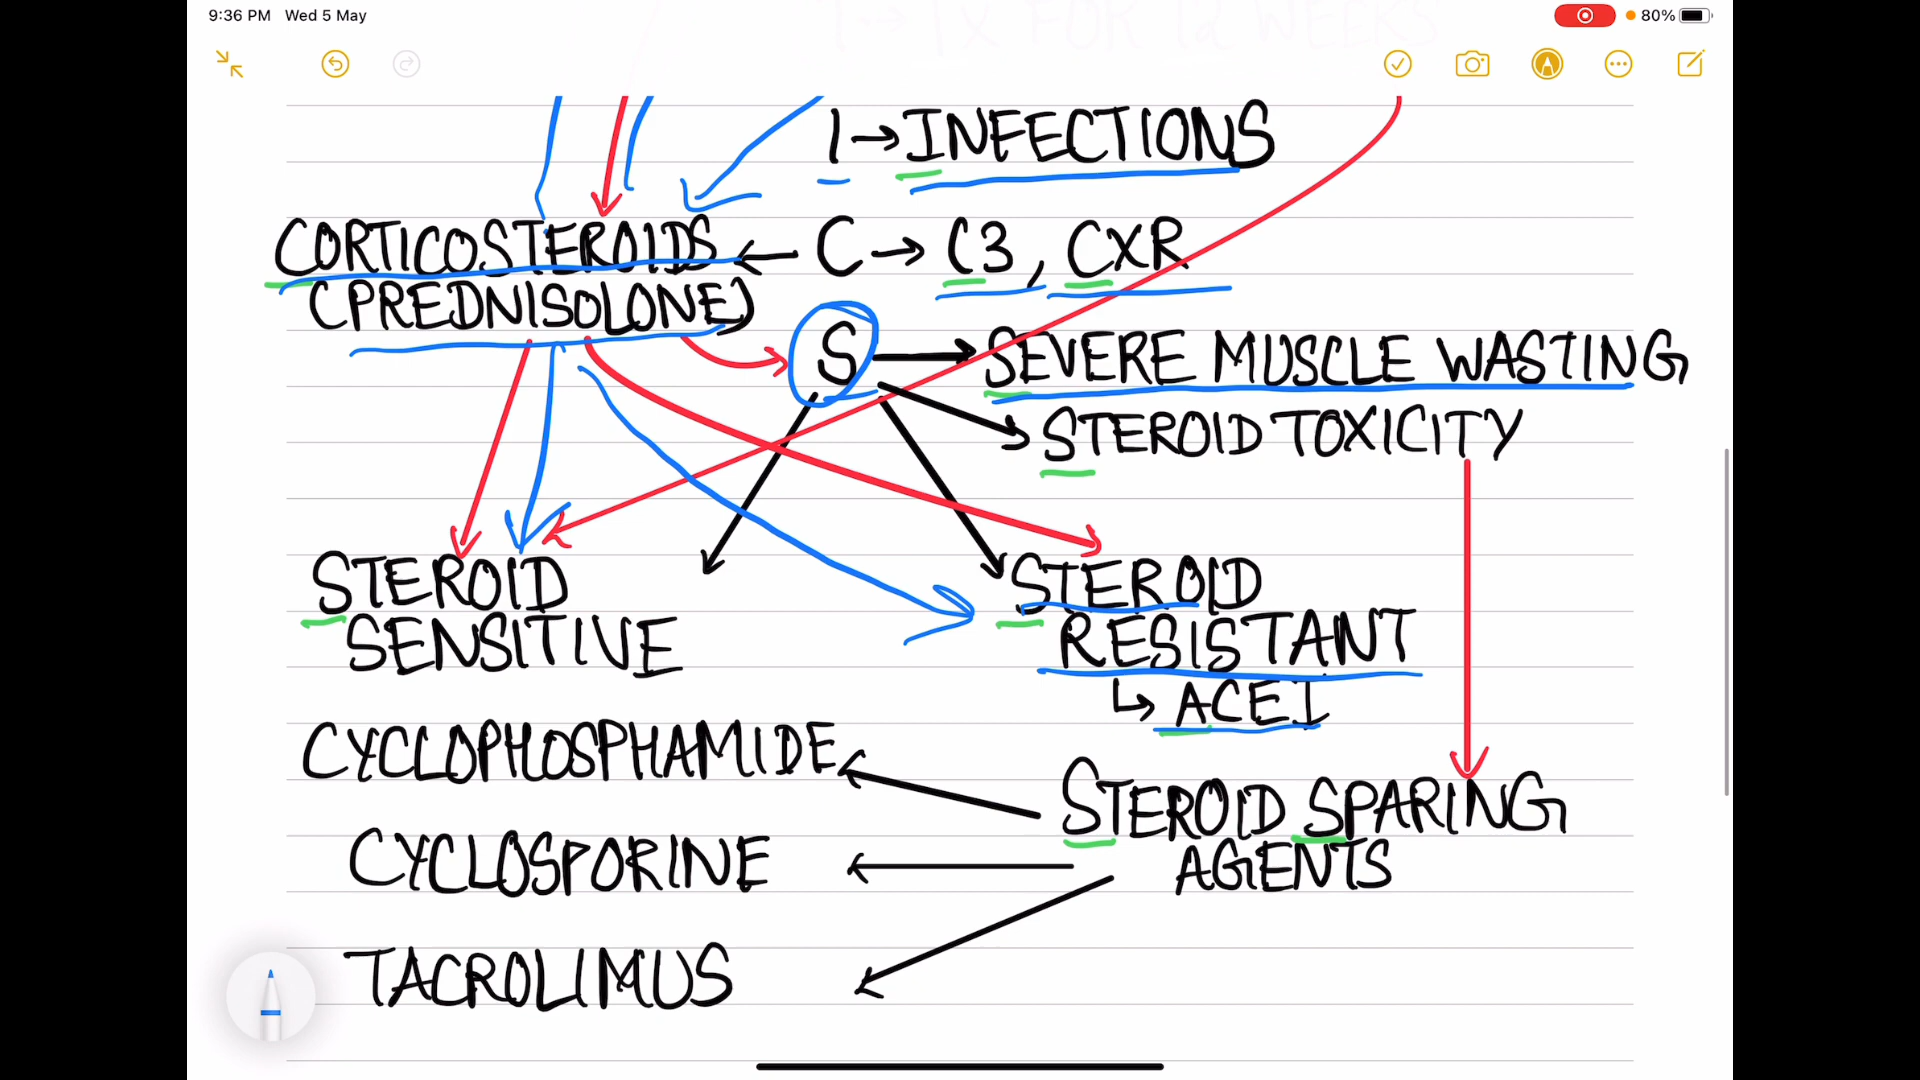 9:36 PM Wed 5 May 80%
I → INFECTIONS
CORTICOSTEROIDS ← C → C3, CXR
(PREDNISOLONE)
S → SEVERE MUSCLE WASTING
→ STEROID TOXICITY
STEROID
SENSITIVE
STEROID
RESISTANT
↳ ACEI
CYCLOPHOSPHAMIDE
STEROID SPARING
AGENTS
CYCLOSPORINE
TACROLIMUS